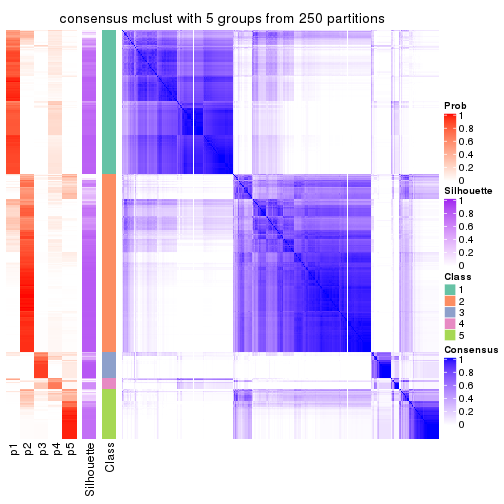 consensus mclust with 5 groups from 250 partitions
Prob
1
0.8
0.6
0.4
0.2
0
Silhouette
1
0.8
0.6
0.4
0.2
0
Class
1
2
3
4
5
Consensus
1
0.8
0.6
0.4
0.2
0
p1
p2
p3
p4
p5
Silhouette
Class